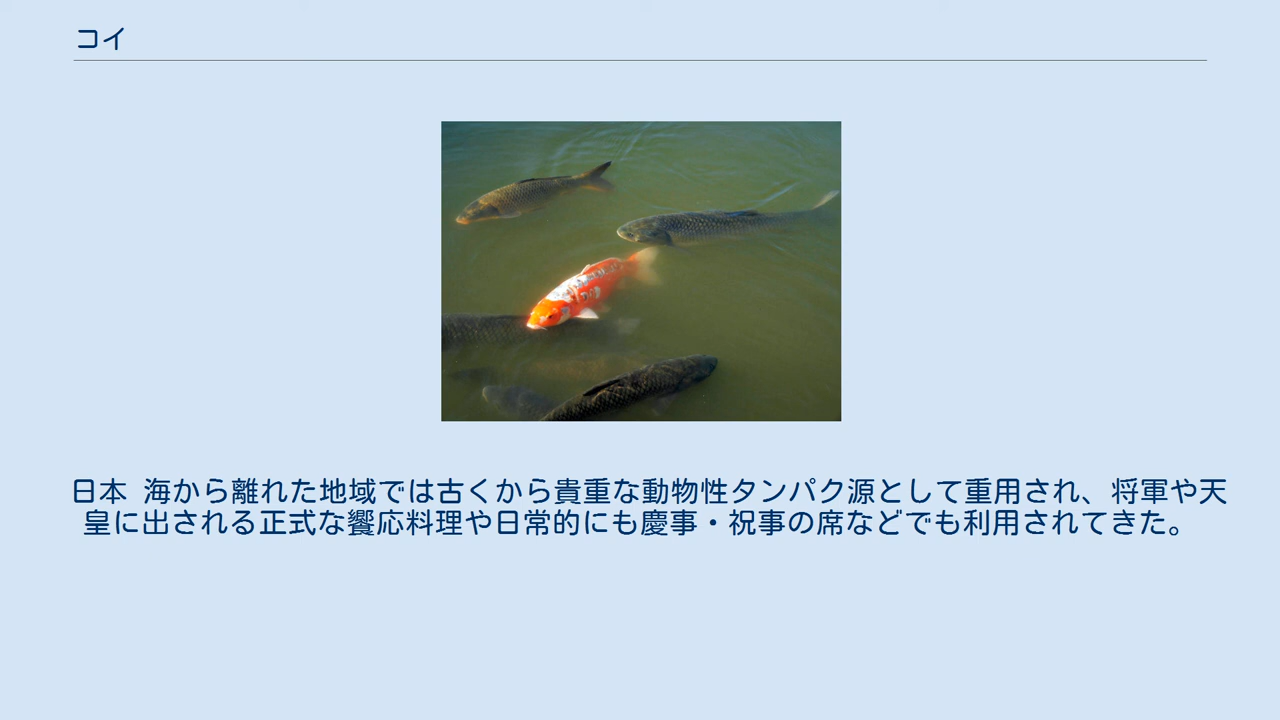 コイ
日本 海から離れた地域では古くから貴重な動物性タンパク源として重用され、将軍や天
皇に出される正式な饗応料理や日常的にも慶事・祝事の席などでも利用されてきた。